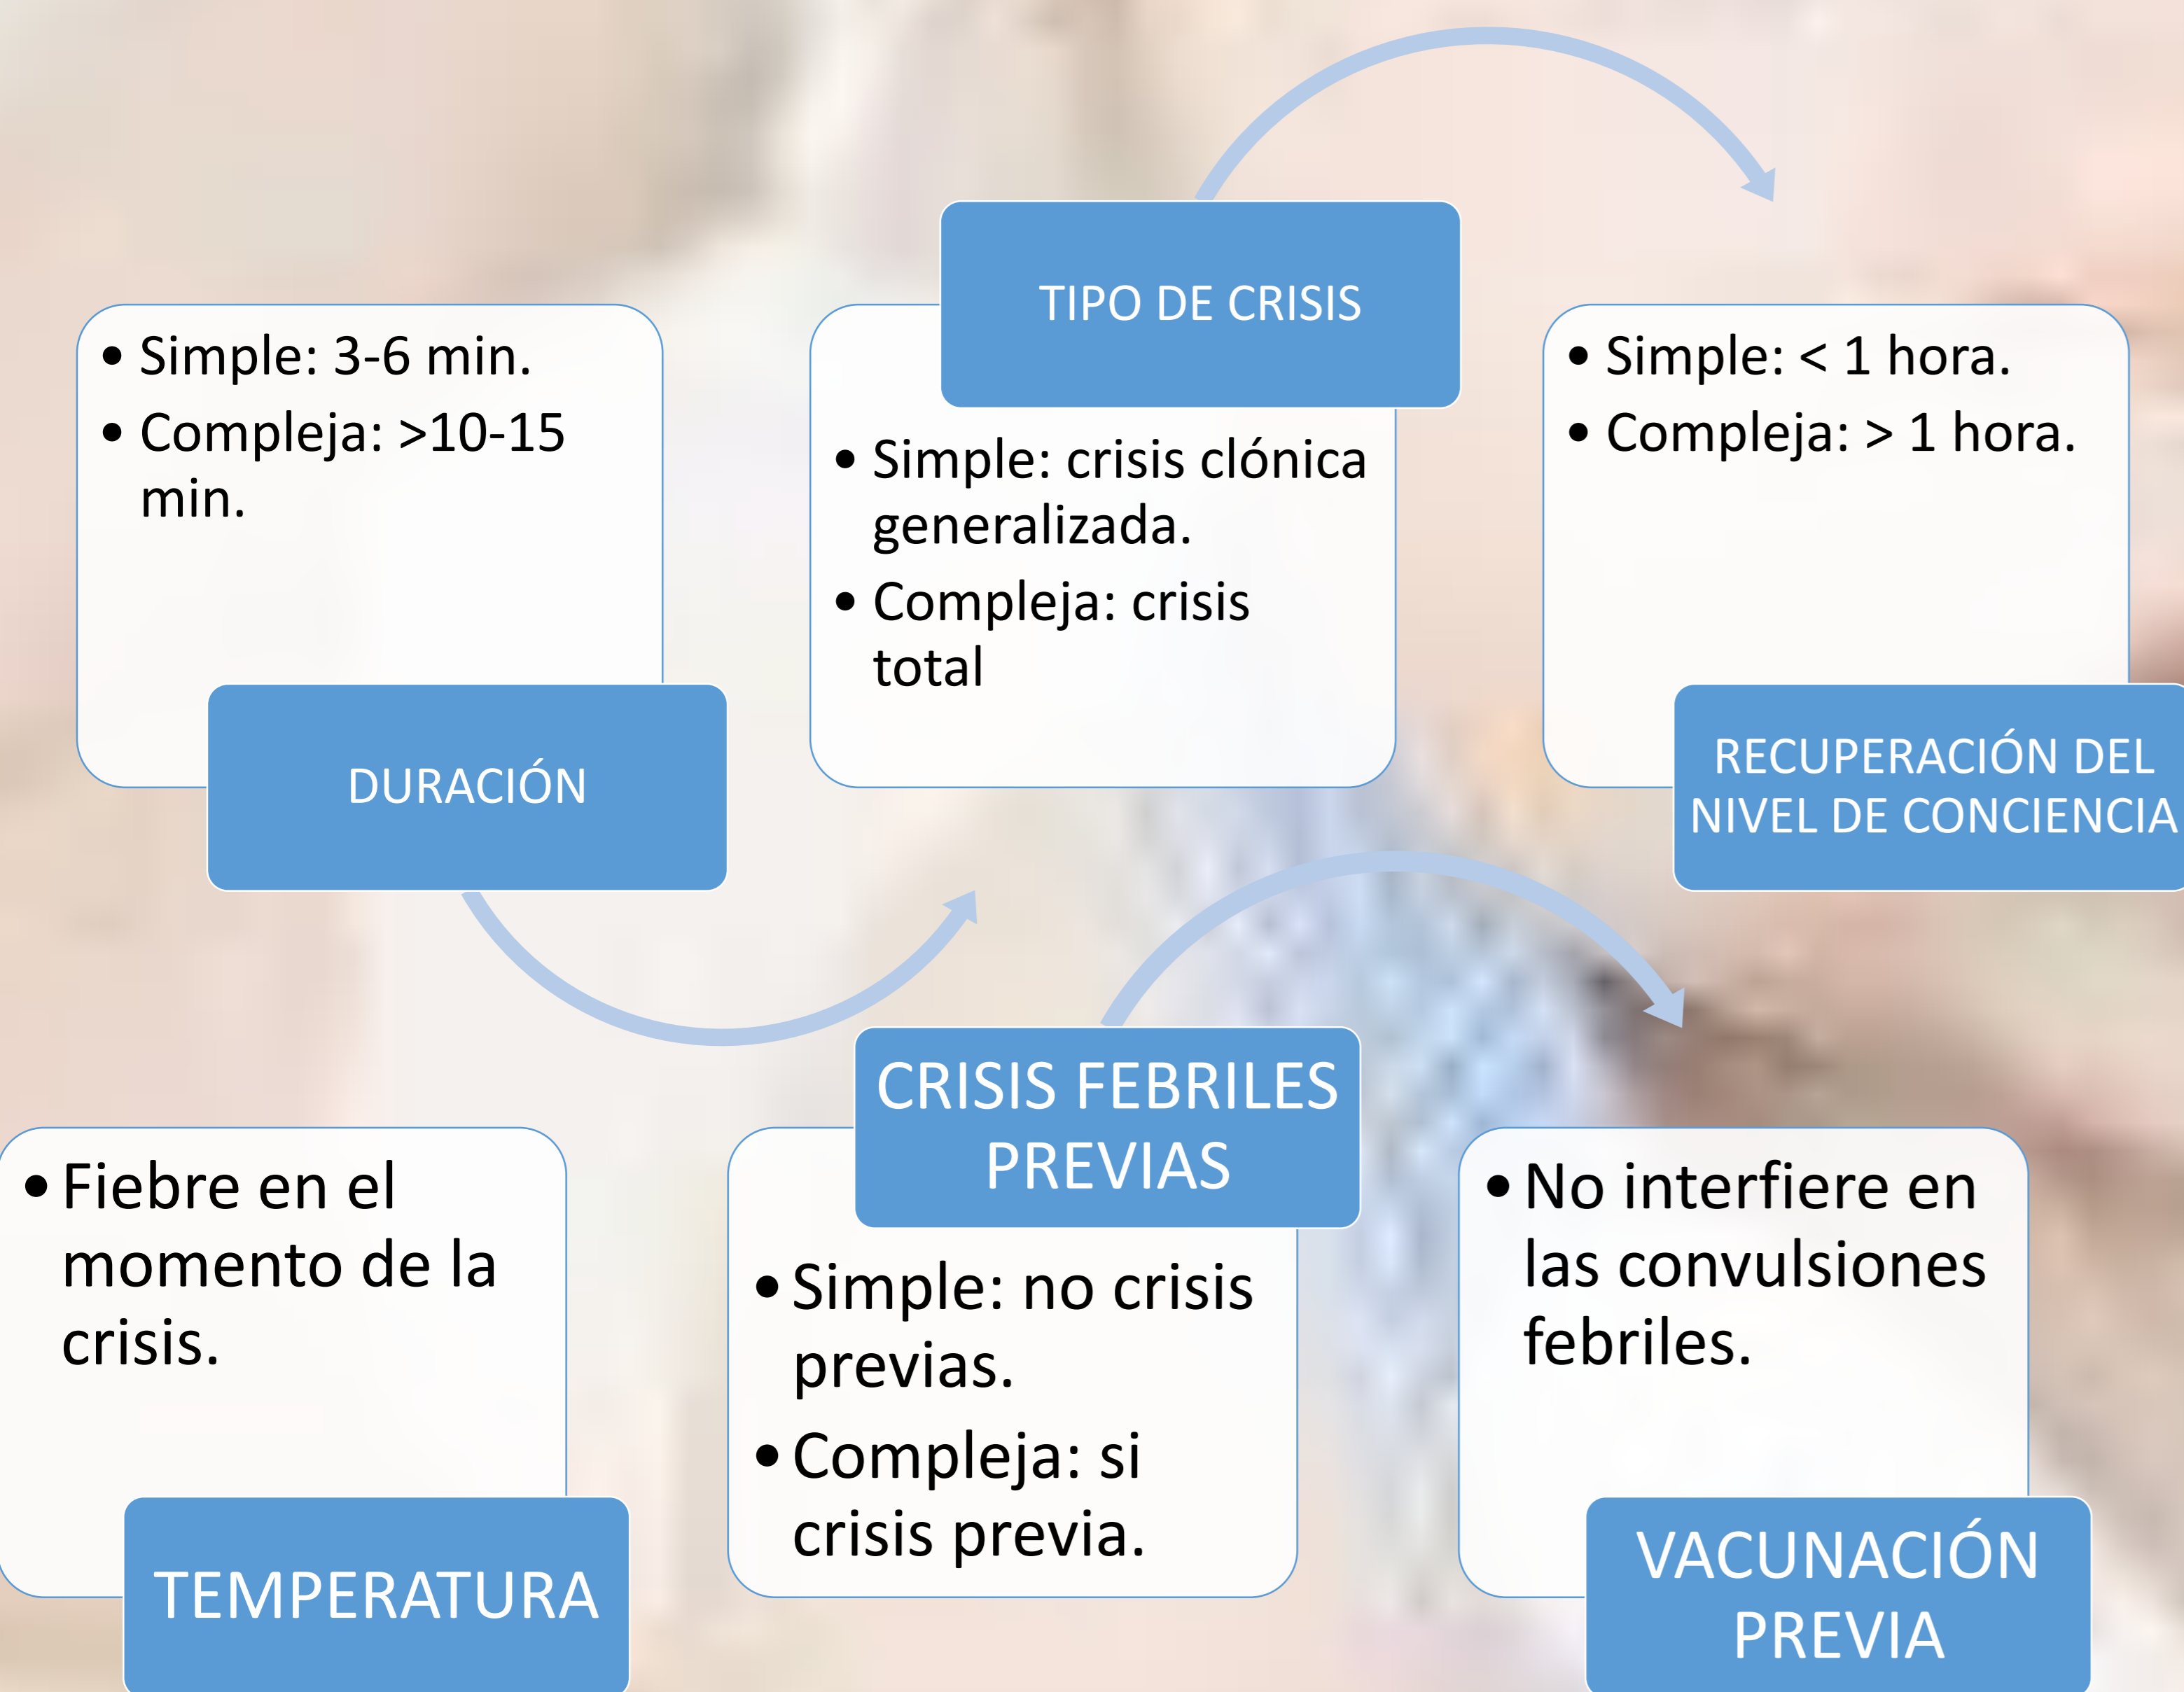 • Simple: 3-6 min.
• Compleja: >10-15
min.
DURACIÓN
TIPO DE CRISIS
• Simple: crisis clónica
generalizada.
• Compleja: crisis
total
• Simple: < 1 hora.
• Compleja: > 1 hora.
RECUPERACIÓN DEL
NIVEL DE CONCIENCIA
• Fiebre en el
momento de la
crisis.
TEMPERATURA
CRISIS FEBRILES
PREVIAS
• Simple: no crisis
previas.
• Compleja: si
crisis previa.
• No interfiere en
las convulsiones
febriles.
VACUNACIÓN
PREVIA